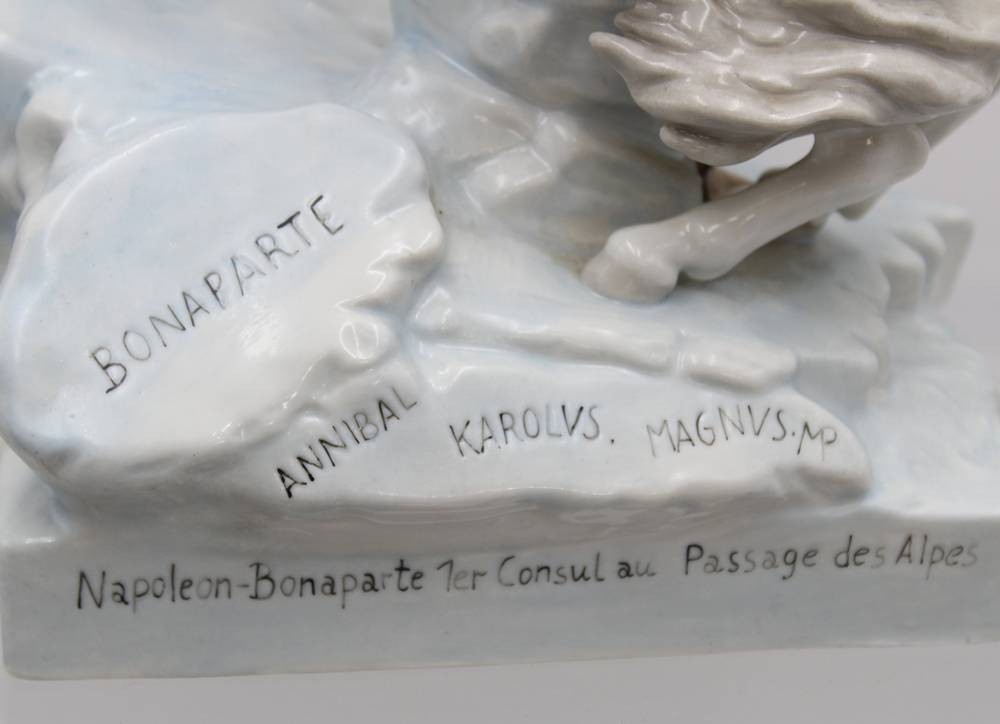 BONAPARTE
ANNIBAL
KAROLVS. MAGNVS.MP
Napoleon-Bonaparte 1er Consul au Passage des Alpes